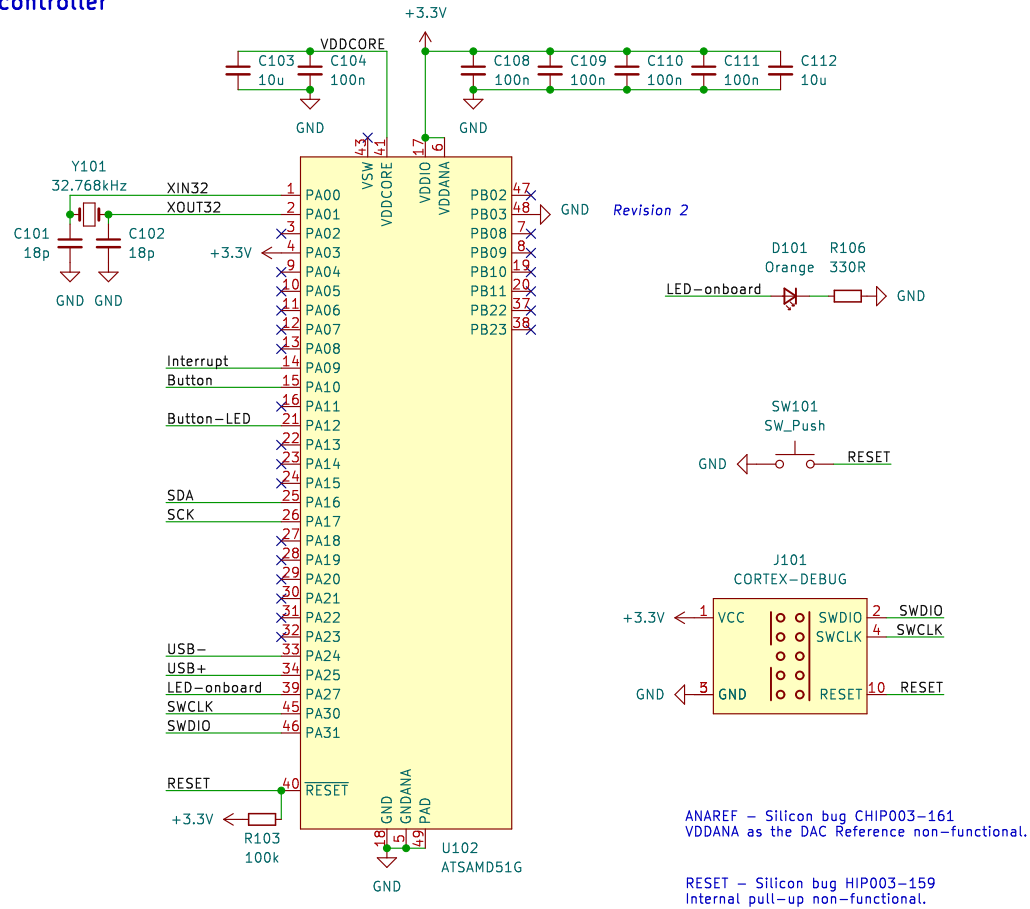 controller
+3.3V
VDDCORE
C103
10u
C104
100n
C108
100n
C109
100n
C110
100n
C111
100n
C112
10u
GND
GND
43
41
17
6
VSW
VDDCORE
VDDIO
VDDANA
Y101
32.768kHz
XIN32
1
PA00
XOUT32
2
PA01
C101
18p
C102
18p
GND
GND
3
PA02
+3.3V
4
PA03
9
PA04
10
PA05
11
PA06
12
PA07
13
PA08
Interrupt
14
PA09
Button
15
PA10
16
PA11
Button-LED
21
PA12
22
PA13
23
PA14
24
PA15
SDA
25
PA16
SCK
26
PA17
27
PA18
28
PA19
29
PA20
30
PA21
31
PA22
32
PA23
USB-
33
PA24
USB+
34
PA25
LED-onboard
39
PA27
SWCLK
45
PA30
SWDIO
46
PA31
RESET
40
RESET
+3.3V
R103
100k
PB02
47
PB03
48
GND
PB08
7
PB09
8
PB10
19
PB11
20
PB22
37
PB23
38
GND
GNDANA
PAD
18
5
49
GND
U102
ATSAMD51G
Revision 2
D101
Orange
R106
330R
LED-onboard
GND
SW101
SW_Push
GND
RESET
J101
CORTEX-DEBUG
+3.3V
1
VCC
SWDIO
2
SWDIO
SWCLK
4
SWCLK
GND
GND
RESET
10
RESET
ANAREF - Silicon bug CHIP003-161
VDDANA as the DAC Reference non-functional.
RESET - Silicon bug HIP003-159
Internal pull-up non-functional.